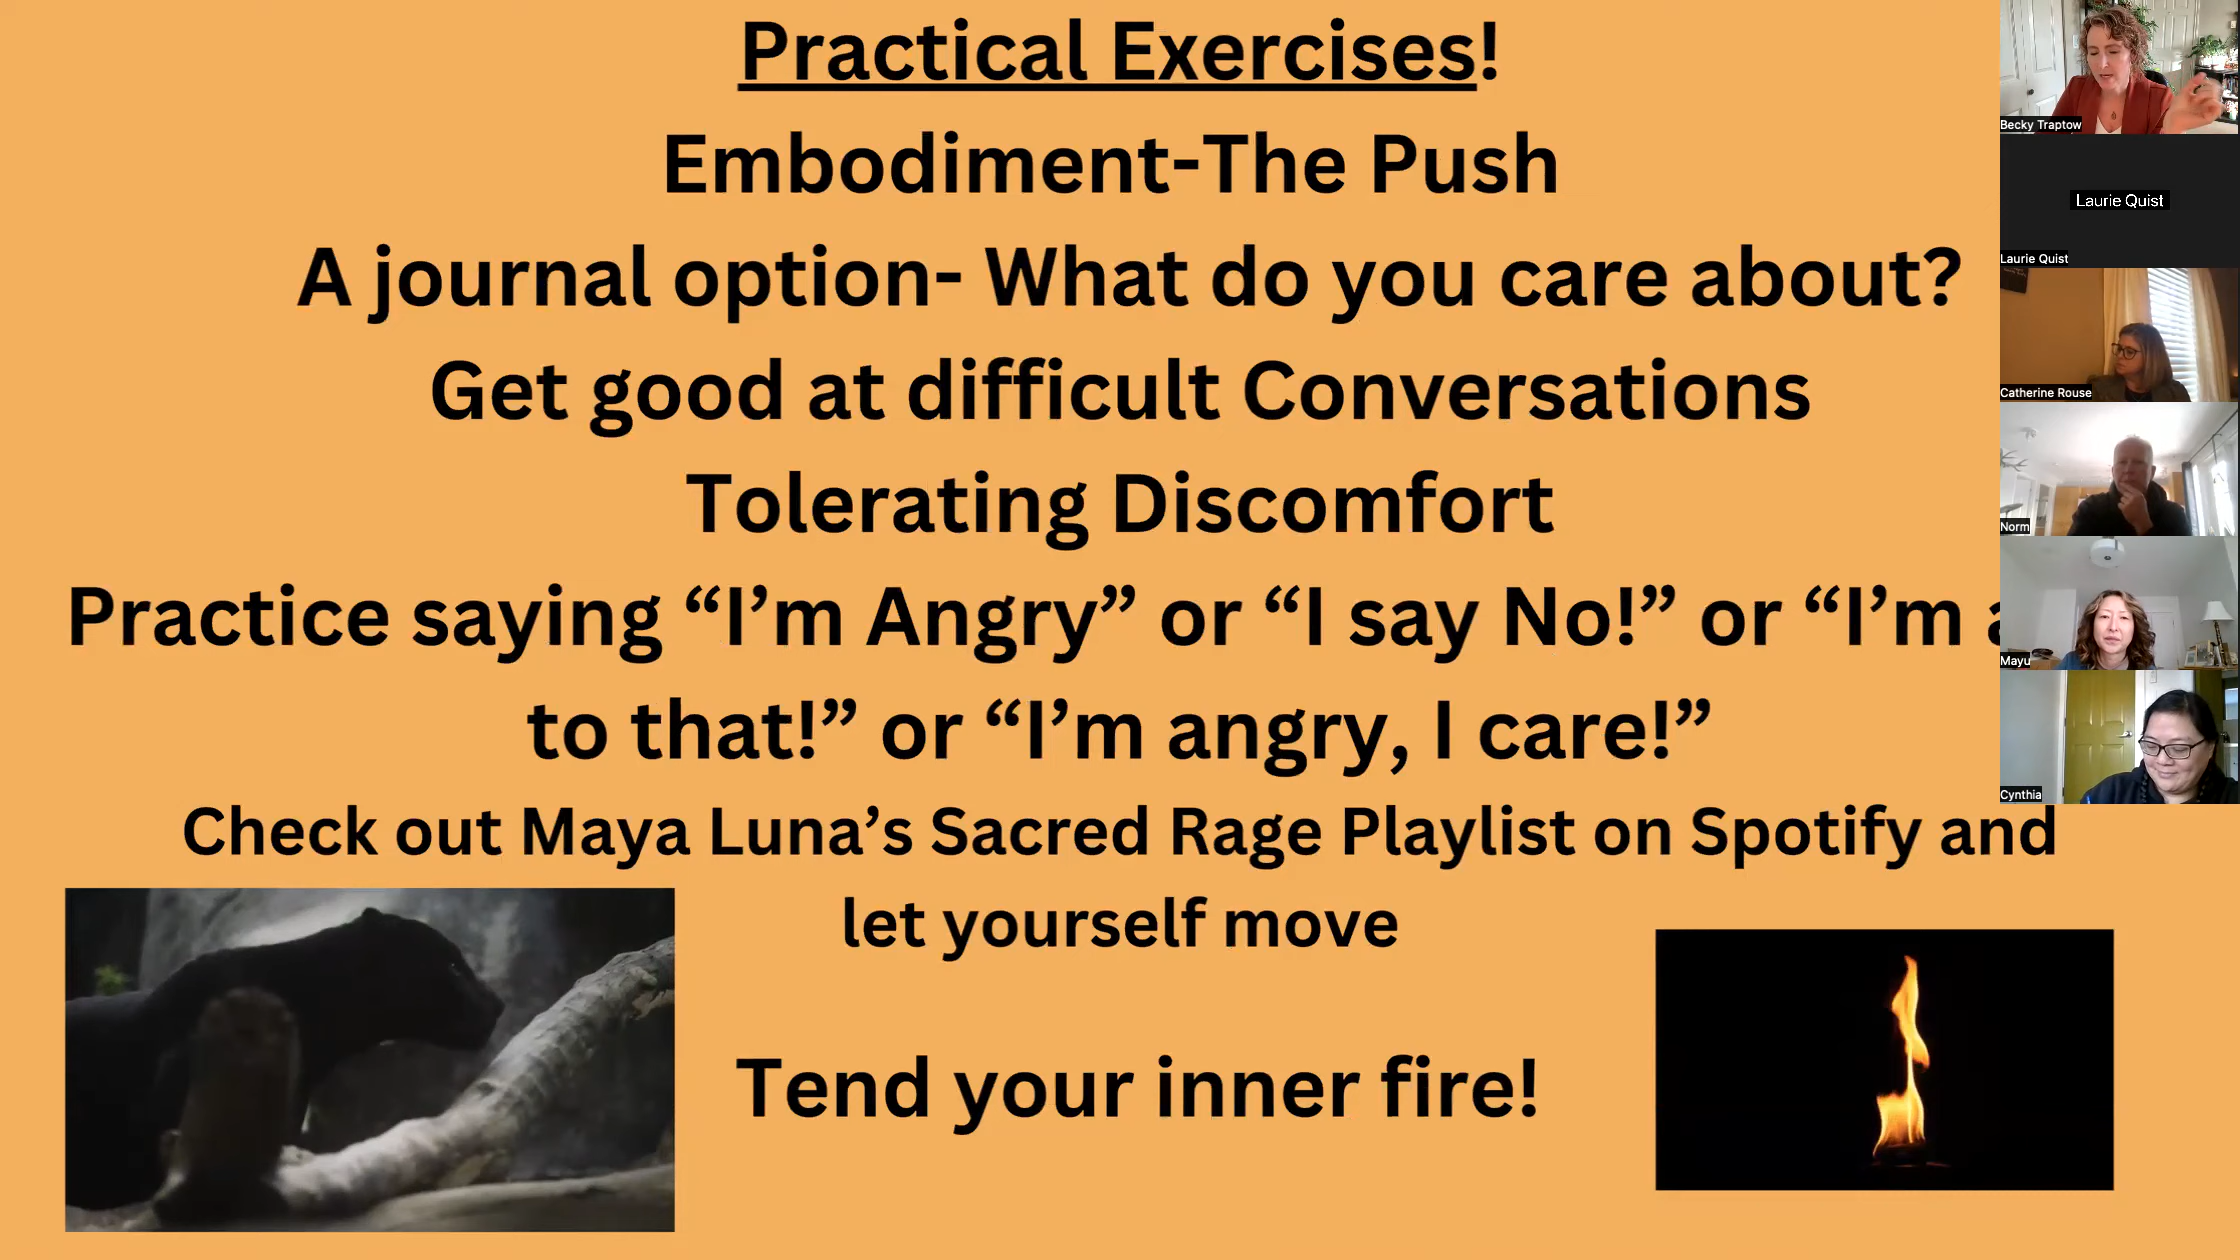 Practical Exercises!
Embodiment-The Push
A journal option- What do you care about?
Get good at difficult Conversations
Tolerating Discomfort
Practice saying “I’m Angry” or “I say No!” or “I’m
to that!” or “I’m angry, I care!”
Check out Maya Luna’s Sacred Rage Playlist on Spotify and
let yourself move
Tend your inner fire!
Becky Traptow
Laurie Quist
Laurie Quist
Catherine Rouse
Norm
Mayu
Cynthia